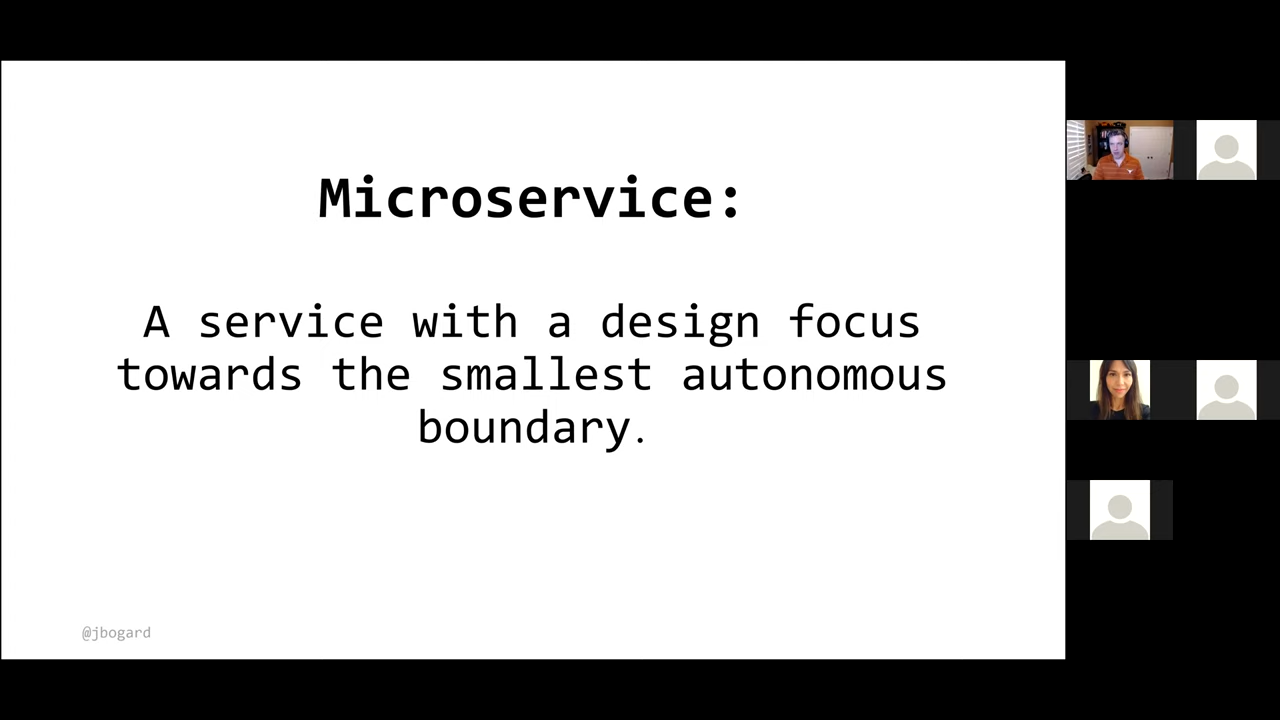 Microservice:
A service with a design focus
towards the smallest autonomous
boundary.
@jbogard